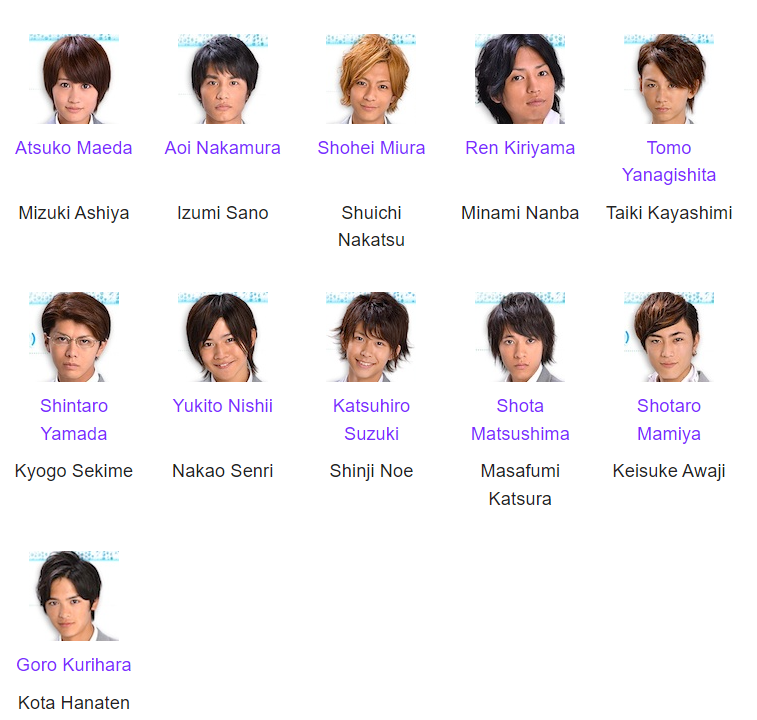 Atsuko Maeda
Aoi Nakamura
Shohei Miura
Ren Kiriyama
Tomo
Yanagishita
Mizuki Ashiya
Izumi Sano
Shuichi
Nakatsu
Minami Nanba
Taiki Kayashimi
Shintaro
Yamada
Yukito Nishii
Katsuhiro
Suzuki
Shota
Matsushima
Shotaro
Mamiya
Kyogo Sekime
Nakao Senri
Shinji Noe
Masafumi
Katsura
Keisuke Awaji
Goro Kurihara
Kota Hanaten